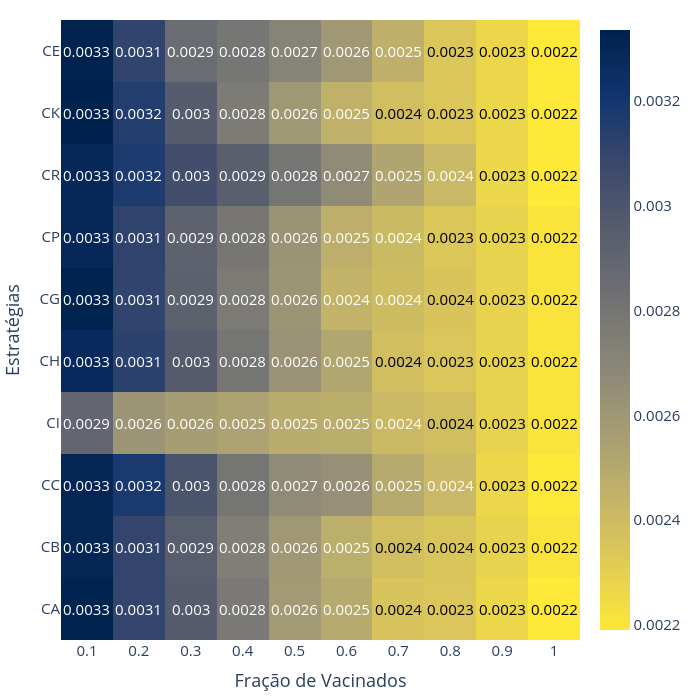 CE 0.0033 0.0031 0.0029 0.0028 0.0027 0.0026 0.0025 0.0023 0.0023 0.0022
CK 0.0033 0.0032 0.003 0.0028 0.0026 0.0025 0.0024 0.0023 0.0023 0.0022
CR 0.0033 0.0032 0.003 0.0029 0.0028 0.0027 0.0025 0.0024 0.0023 0.0022
CP 0.0033 0.0031 0.0029 0.0028 0.0026 0.0025 0.0024 0.0023 0.0023 0.0022
CG 0.0033 0.0031 0.0029 0.0028 0.0026 0.0024 0.0024 0.0024 0.0023 0.0022
CH 0.0033 0.0031 0.003 0.0028 0.0026 0.0025 0.0024 0.0023 0.0023 0.0022
CI 0.0029 0.0026 0.0026 0.0025 0.0025 0.0025 0.0024 0.0024 0.0023 0.0022
CC 0.0033 0.0032 0.003 0.0028 0.0027 0.0026 0.0025 0.0024 0.0023 0.0022
CB 0.0033 0.0031 0.0029 0.0028 0.0026 0.0025 0.0024 0.0024 0.0023 0.0022
CA 0.0033 0.0031 0.003 0.0028 0.0026 0.0025 0.0024 0.0023 0.0023 0.0022
0.1 0.2 0.3 0.4 0.5 0.6 0.7 0.8 0.9 1
Fração de Vacinados
Estratégias
0.0032
0.003
0.0028
0.0026
0.0024
0.0022